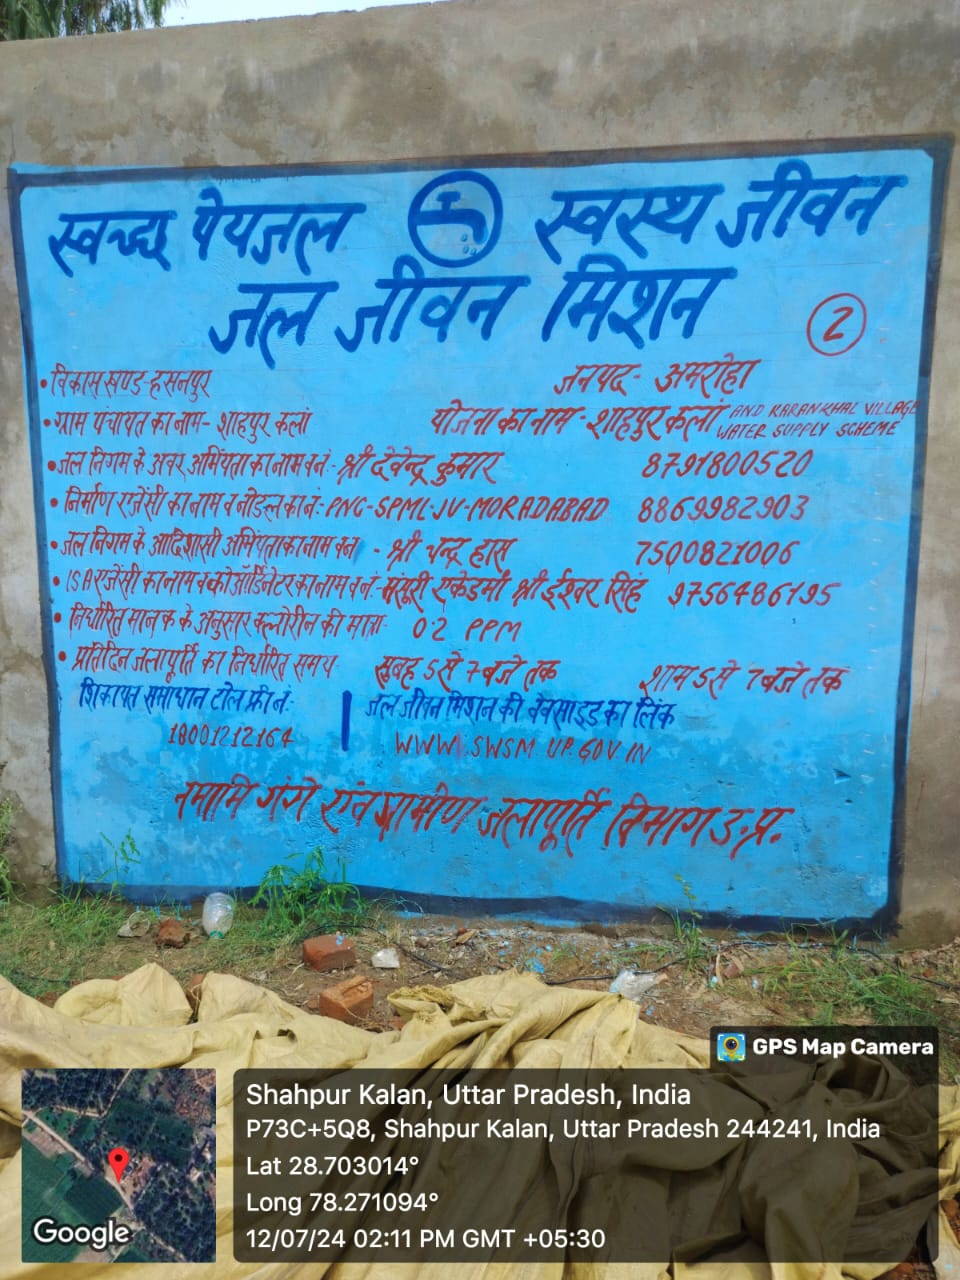 स्वच्छ पेयजल स्वस्थ जीवन
जल जीवन मिशन
2
• विकास खण्ड-हसनपुर जनपद- अमरोहा
• ग्राम पंचायत का नाम- शाहपुर कलां योजना का नाम-शाहपुर कलां AND KARANKHAL VILLAGE WATER SUPPLY SCHEME
• जल निगम के अवर अभियंता का नाम व नं:- श्री देवेन्द्र कुमार 8791800520
• निर्माण एजेंसी का नाम व नोडल का नं:- PNC-SPML-JV-MORADABAD 8869982903
• जल निगम के आदिशासी अभियंता का नाम व न - श्री चन्द्र हास 7500821006
• ISA एजेंसी का नाम व कोऑर्डिनेटर का नाम व नं:- मंसूरी एकेडमी श्री ईश्वर सिंह 9756486195
• निर्धारित मानक के अनुसार क्लोरीन की मात्रा 02 PPM
• प्रतिदिन जलापूर्ति का निर्धारित समय सुबह 5 से 7 बजे तक शाम 5 से 7 बजे तक
शिकायत समाधान टोल फ्री नं:- जल जीवन मिशन की वेबसाइड का लिंक
18001212164 WWW.SWSM.UP.GOV.IN
नमामि गंगे एंव ग्रामीण जलापूर्ति विभाग उ.प्र.
GPS Map Camera
Shahpur Kalan, Uttar Pradesh, India
P73C+5Q8, Shahpur Kalan, Uttar Pradesh 244241, India
Lat 28.703014°
Long 78.271094°
12/07/24 02:11 PM GMT +05:30
Google